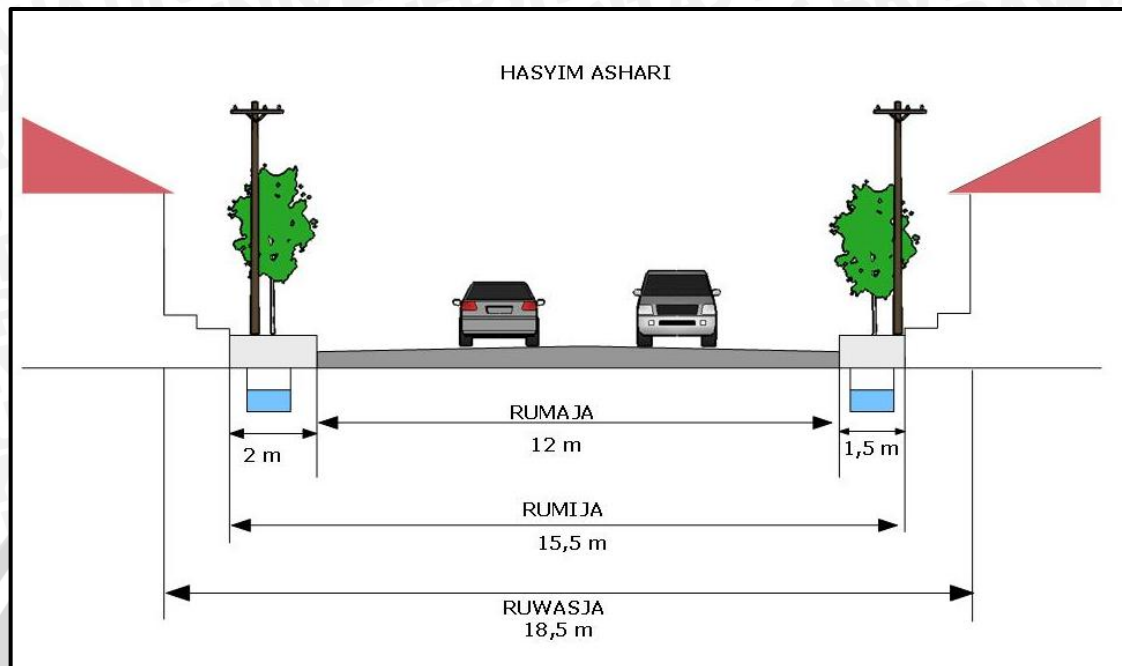 HASYIM ASHARI
RUMAJA
12 m
2 m
1,5 m
RUMIJA
15,5 m
RUWASJA
18,5 m